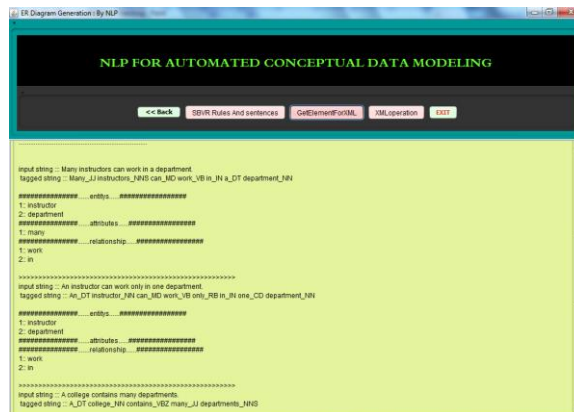 ER Diagram Generation : By NLP
NLP FOR AUTOMATED CONCEPTUAL DATA MODELING
<< Back SBVR Rules And sentences GetElementForXML XMLoperation EXIT
input string :: Many instructors can work in a department.
tagged string :: Many_JJ instructors_NNS can_MD work_VB in_IN a_DT department_NN
###############......entitys......#################
1:: instructor
2:: department
###############......attributes......#################
1:: many
###############......relationship......#################
1:: work
2:: in
>>>>>>>>>>>>>>>>>>>>>>>>>>>>>>>>>>>>>>>>>>>>>>>>>>>>>>>>
input string :: An instructor can work only in one department.
tagged string :: An_DT instructor_NN can_MD work_VB only_RB in_IN one_CD department_NN
###############......entitys......#################
1:: instructor
2:: department
###############......attributes......#################
###############......relationship......#################
1:: work
2:: in
>>>>>>>>>>>>>>>>>>>>>>>>>>>>>>>>>>>>>>>>>>>>>>>>>>>>>>>>
input string :: A college contains many departments.
tagged string :: A_DT college_NN contains_VBZ many_JJ departments_NNS